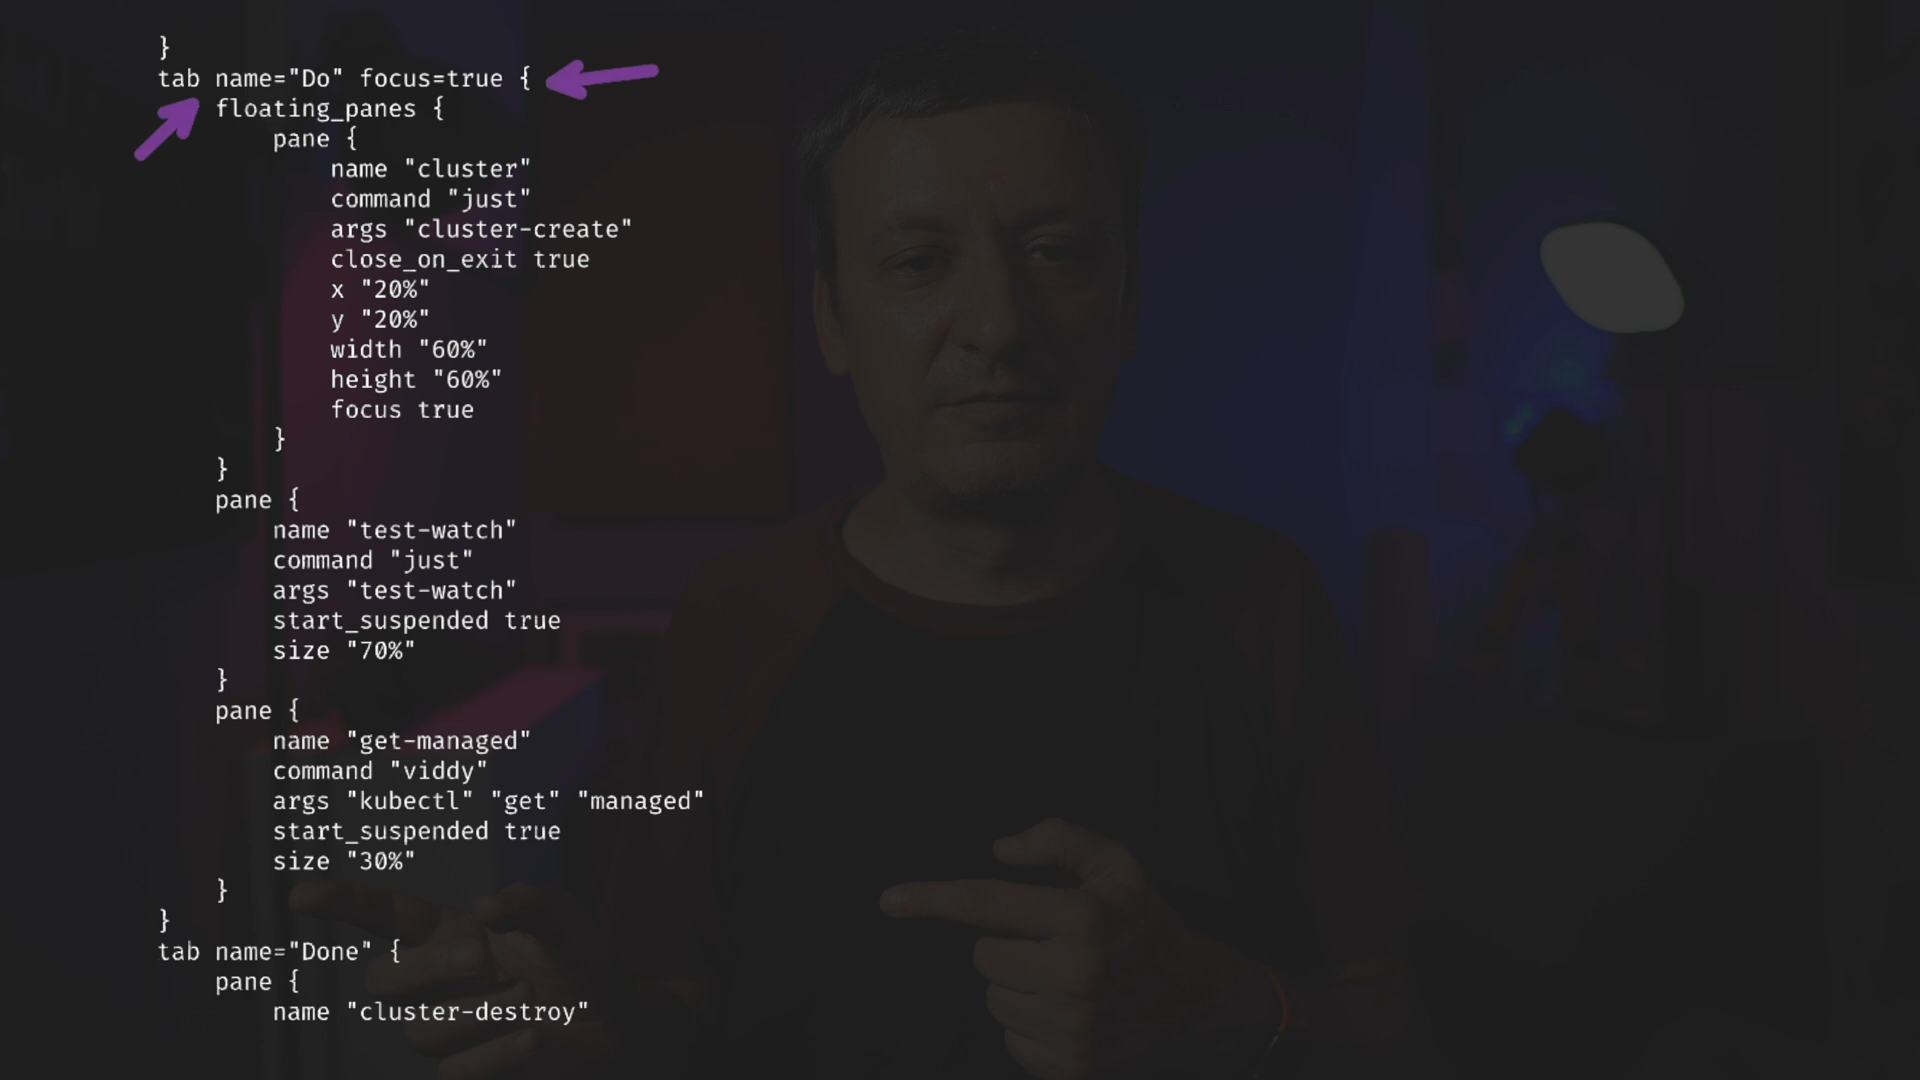 }
tab name="Do" focus=true {
    floating_panes {
        pane {
            name "cluster"
            command "just"
            args "cluster-create"
            close_on_exit true
            x "20%"
            y "20%"
            width "60%"
            height "60%"
            focus true
        }
    }
    pane {
        name "test-watch"
        command "just"
        args "test-watch"
        start_suspended true
        size "70%"
    }
    pane {
        name "get-managed"
        command "viddy"
        args "kubectl" "get" "managed"
        start_suspended true
        size "30%"
    }
}
tab name="Done" {
    pane {
        name "cluster-destroy"